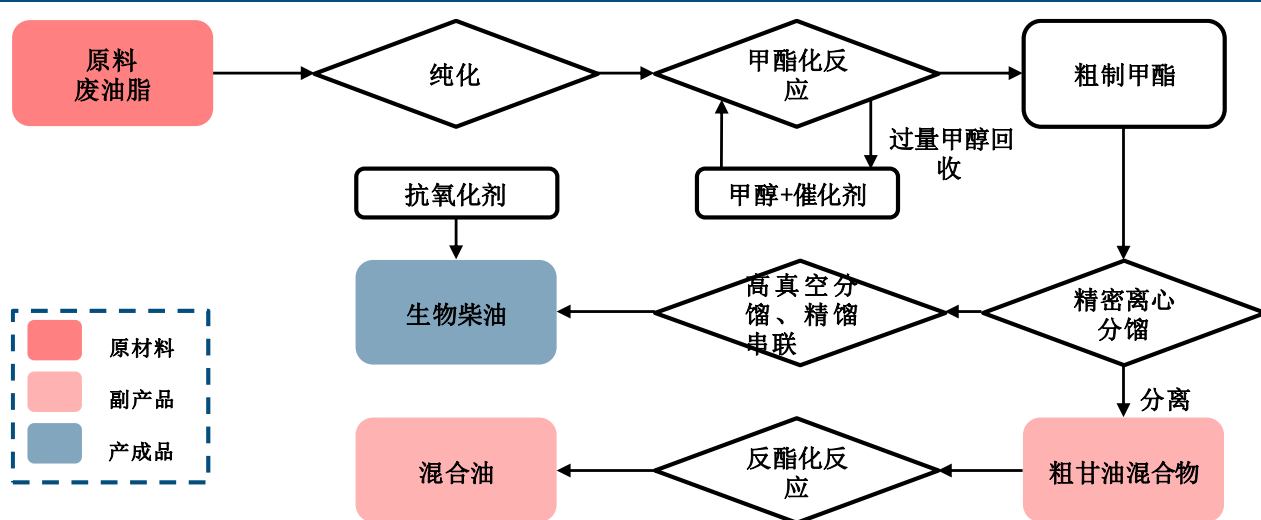 原料
废油脂
纯化
甲酯化反
应
粗制甲酯
过量甲醇回
收
抗氧化剂
甲醇+催化剂
生物柴油
高真空分
馏、精馏
串联
精密离心
分馏
原材料
副产品
产成品
分离
混合油
反酯化反
应
粗甘油混合物